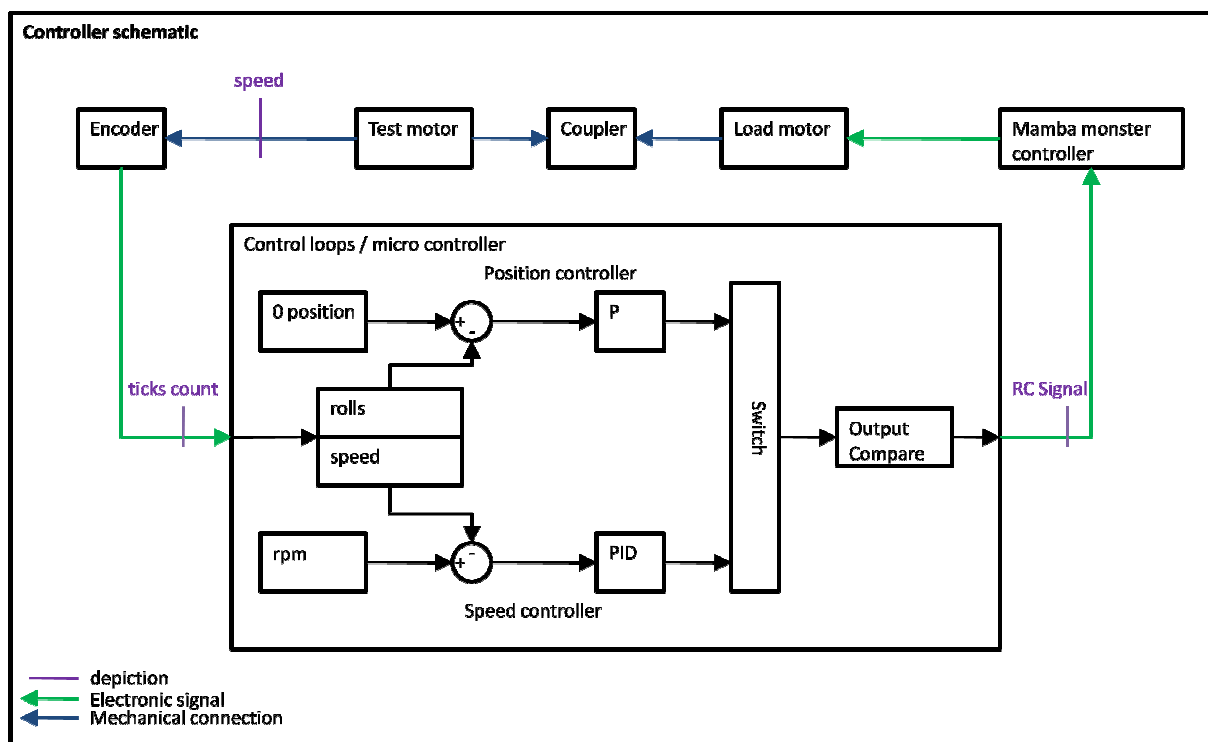 Controller schematic
speed
Encoder
Test motor
Coupler
Load motor
Mamba monster
controller
Control loops / micro controller
Position controller
0 position
+
-
P
ticks count
rolls
speed
Switch
Output
Compare
RC Signal
rpm
+
-
PID
Speed controller
depiction
Electronic signal
Mechanical connection